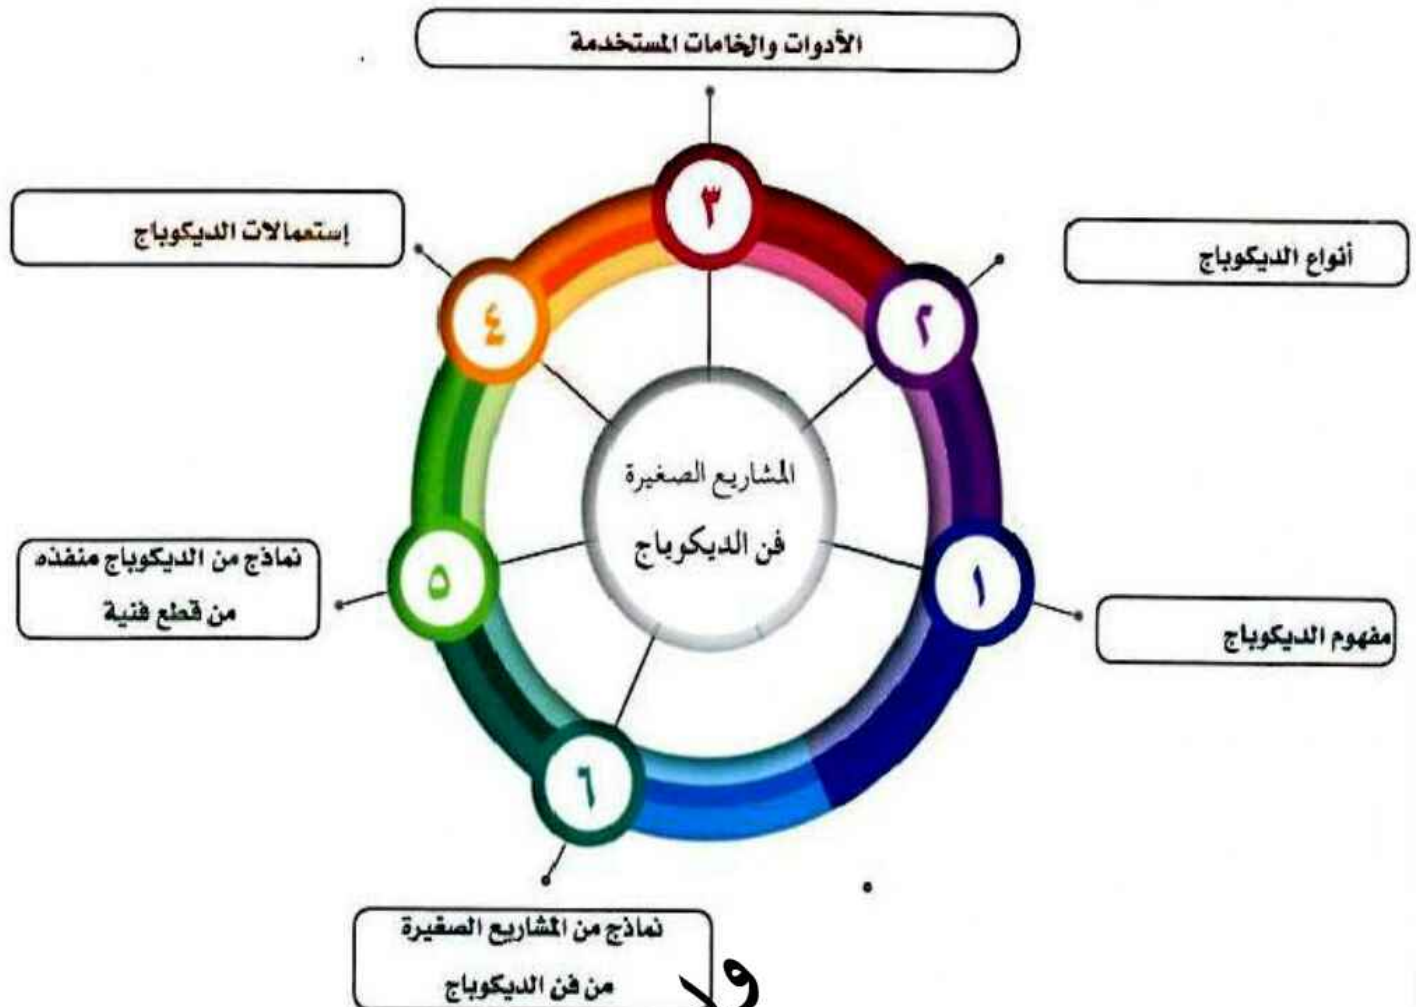 الأدوات والخامات المستخدمة
٣
إستعمالات الديكوباج
٤
أنواع الديكوباج
٢
المشاريع الصغيرة
فن الديكوباج
نماذج من الديكوباج منفذه
من قطع فنية
٥
١
مفهوم الديكوباج
٦
نماذج من المشاريع الصغيرة
من فن الديكوباج